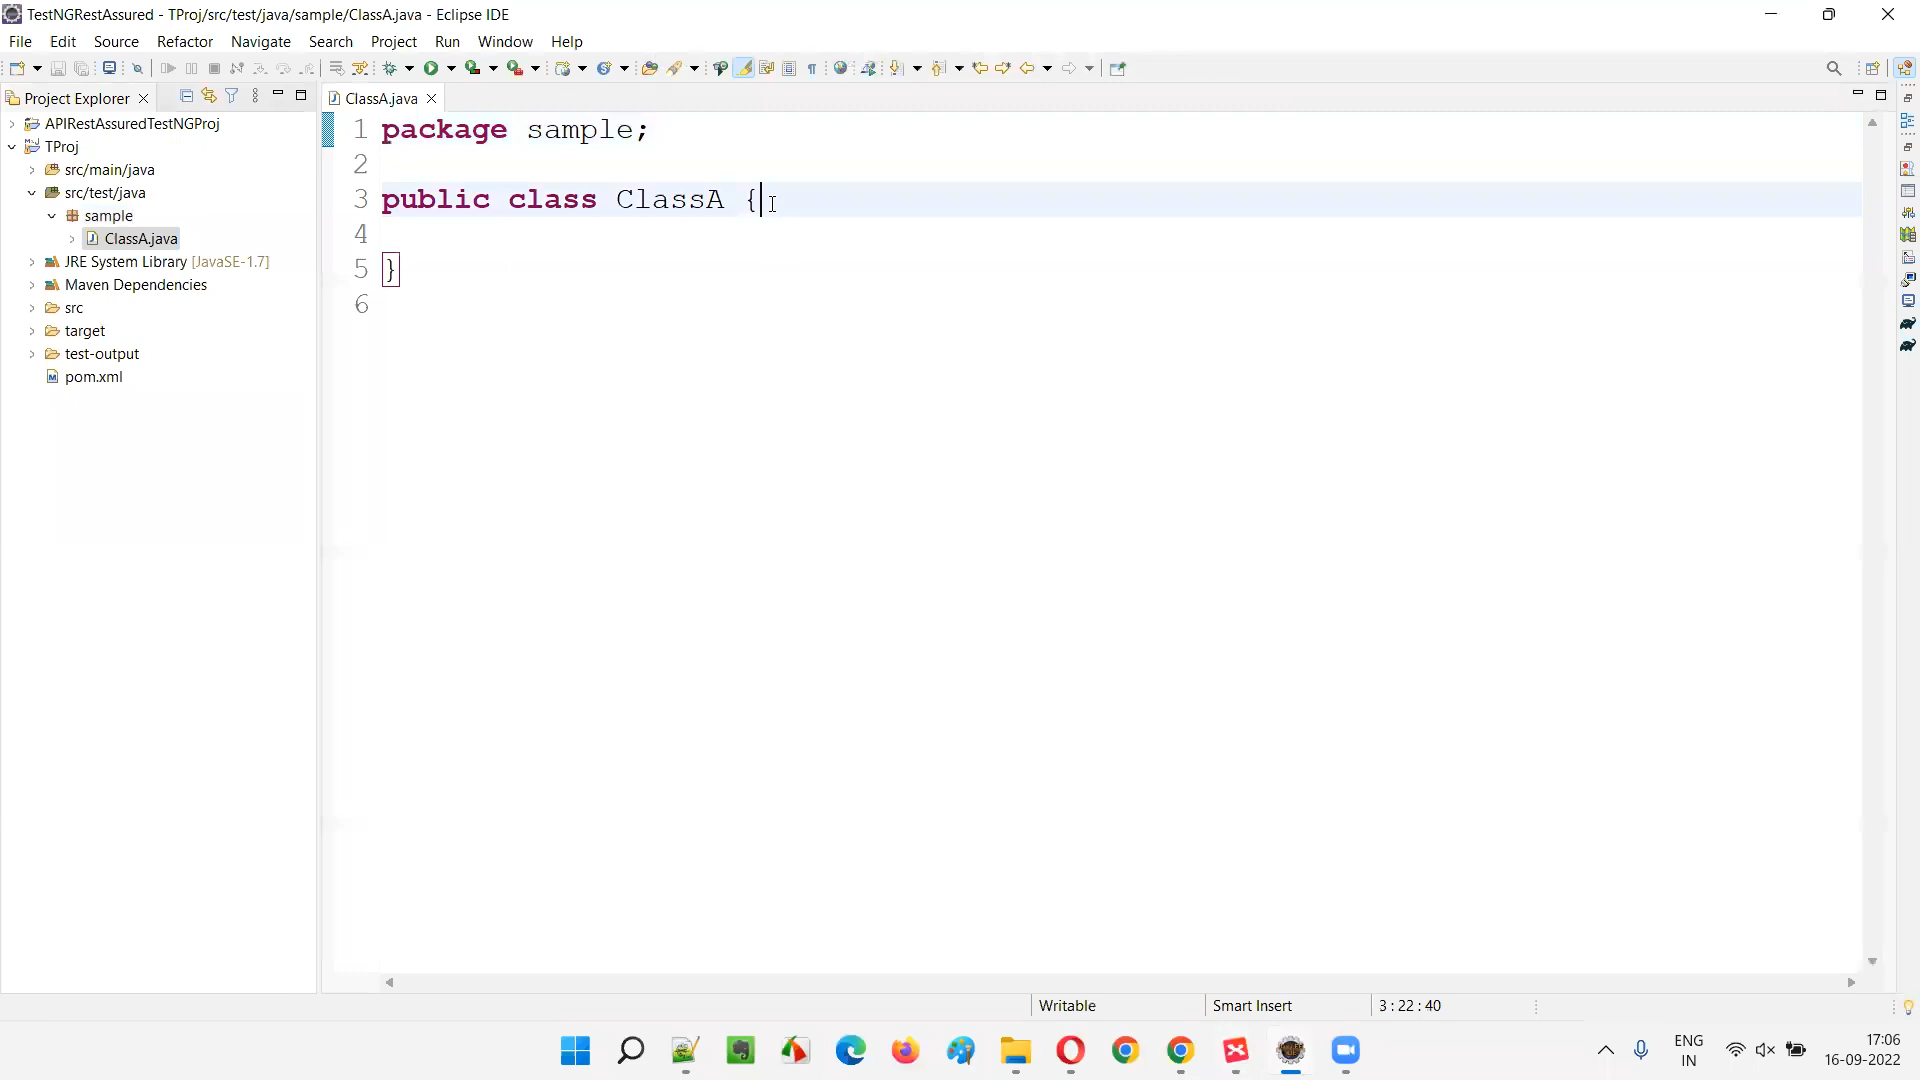 TestNGRestAssured - TProj/src/test/java/sample/ClassA.java - Eclipse IDE
File Edit Source Refactor Navigate Search Project Run Window Help
Project Explorer
ClassA.java
APIRestAssuredTestNGProj
TProj
src/main/java
src/test/java
sample
ClassA.java
JRE System Library [JavaSE-1.7]
Maven Dependencies
src
target
test-output
pom.xml
1 package sample;
2
3 public class ClassA {
4
5 }
6
Writable Smart Insert 3 : 22 : 40
ENG
IN
17:06
16-09-2022